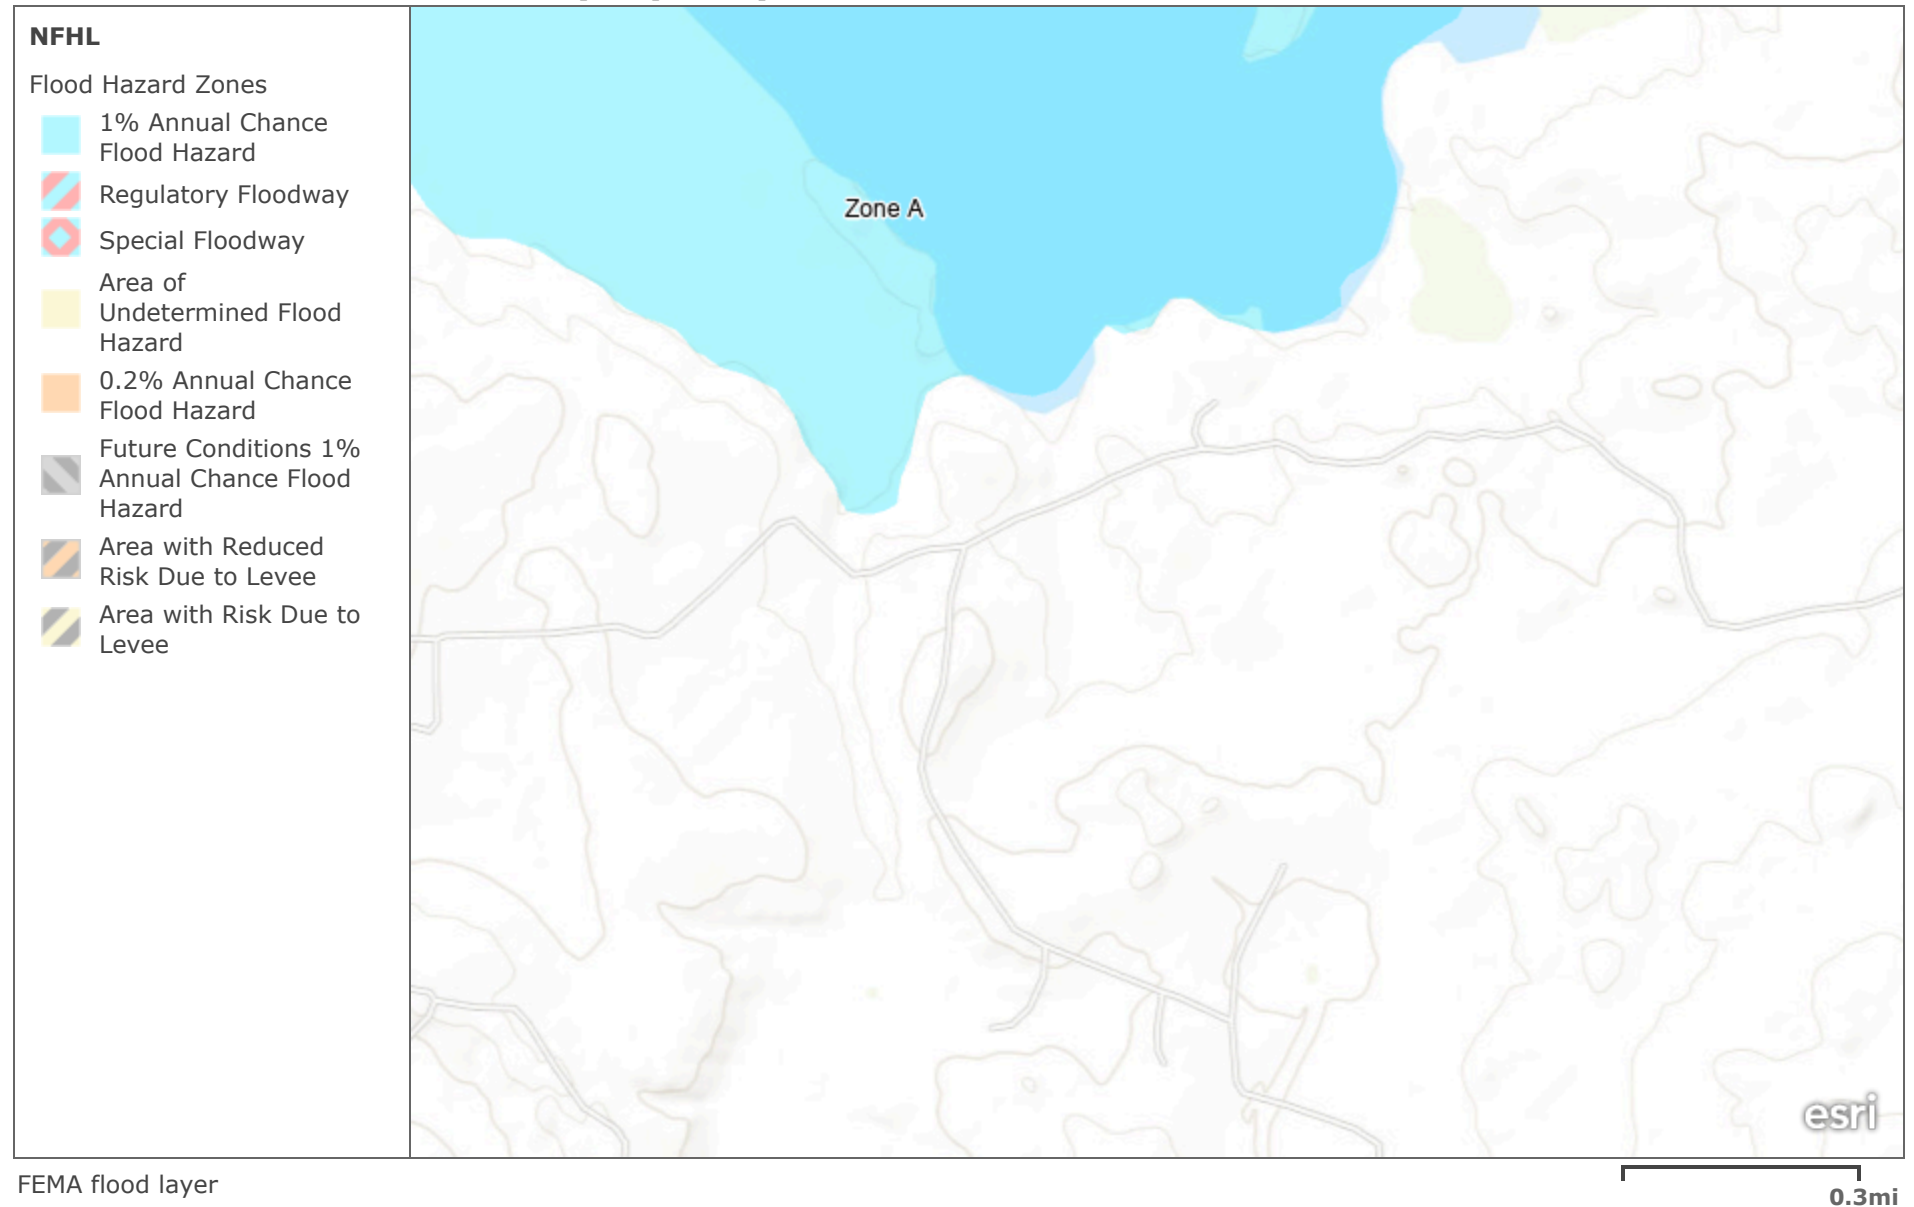 NFHL
Flood Hazard Zones
1% Annual Chance
Flood Hazard
Regulatory Floodway
Special Floodway
Area of
Undetermined Flood
Hazard
0.2% Annual Chance
Flood Hazard
Future Conditions 1%
Annual Chance Flood
Hazard
Area with Reduced
Risk Due to Levee
Area with Risk Due to
Levee
Zone A
esri
FEMA flood layer
0.3mi